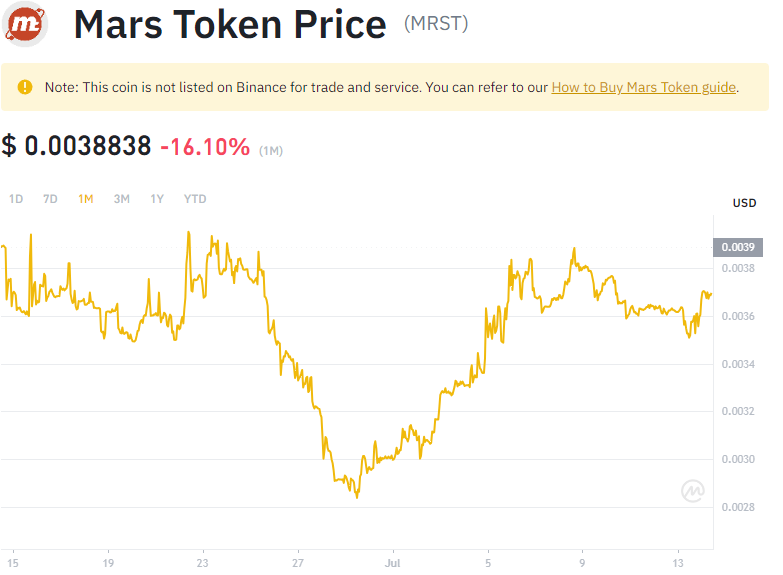 m
Mars Token Price (MRST)
Note: This coin is not listed on Binance for trade and service. You can refer to our How to Buy Mars Token guide.
$ 0.0038838 -16.10% (1M)
1D 7D 1M 3M 1Y YTD
USD
0.0039
0.0038
0.0036
0.0034
0.0032
0.0030
0.0028
15 19 23 27 Jul 5 9 13